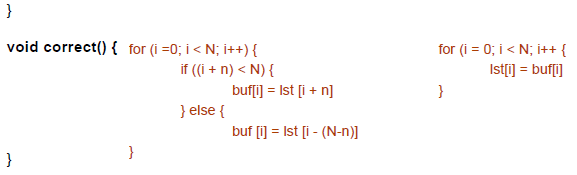 }
void correct() { for (i =0; i < N; i++) { for (i = 0; i < N; i++ {
if ((i + n) < N) { lst[i] = buf[i]
buf[i] = lst [i + n] }
} else {
buf [i] = lst [i - (N-n)]
}
}